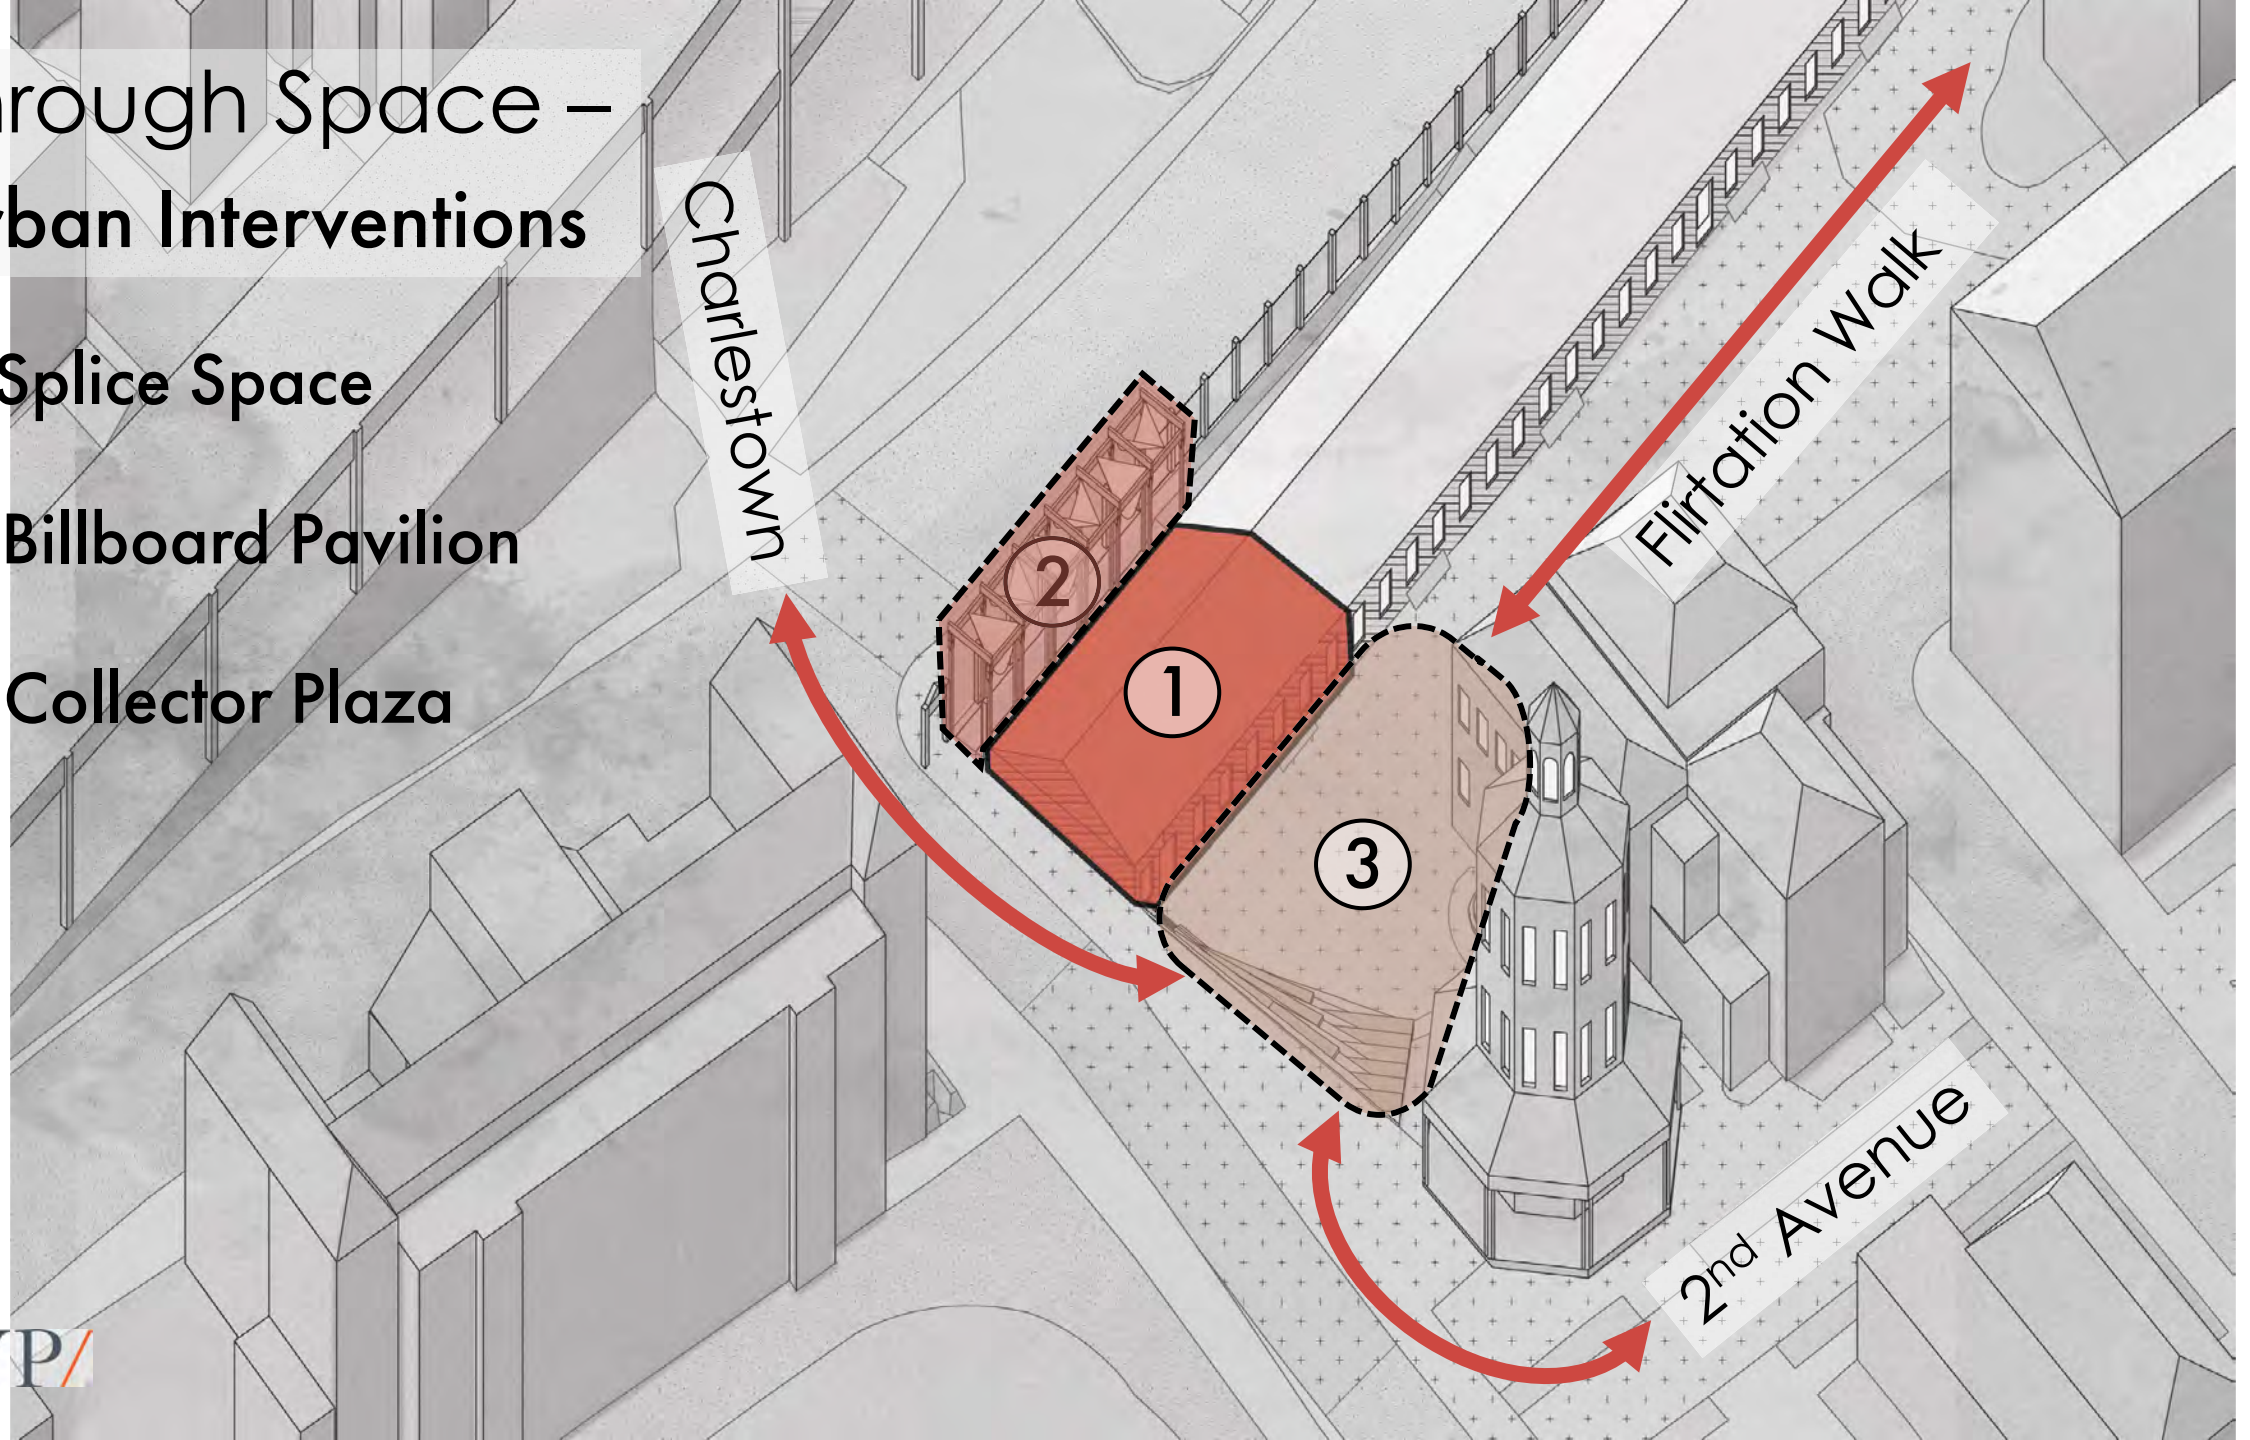 rough Space –
ban Interventions
Charlestown
Splice Space
Flirtation Walk
Billboard Pavilion
2
1
Collector Plaza
3
2nd Avenue
P/